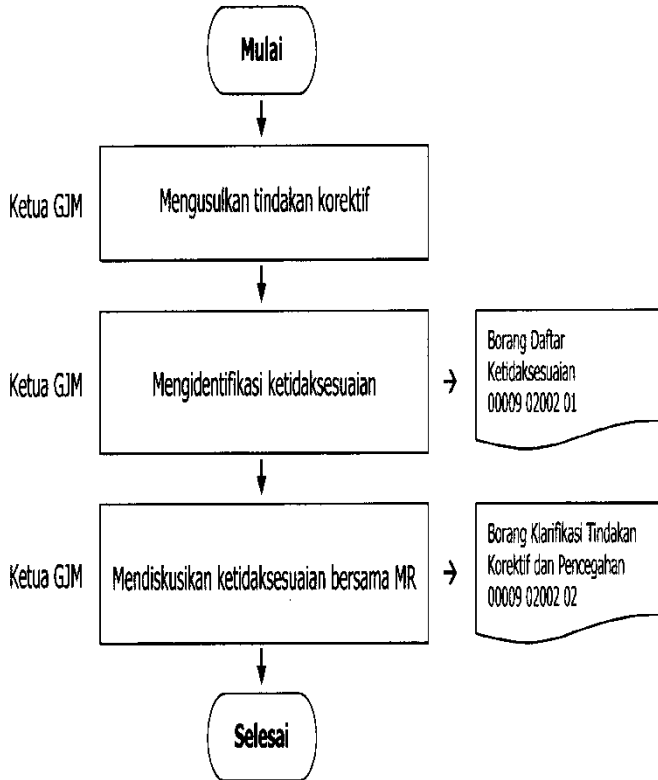 Mulai
Ketua GJM
Mengusulkan tindakan korektif
Ketua GJM
Mengidentifikasi ketidaksesuaian
Borang Daftar
Ketidaksesuaian
00009 02002 01
Ketua GJM
Mendiskusikan ketidaksesuaian bersama MR
Borang Klarifikasi Tindakan
Korektif dan Pencegahan
00009 02002 02
Selesai